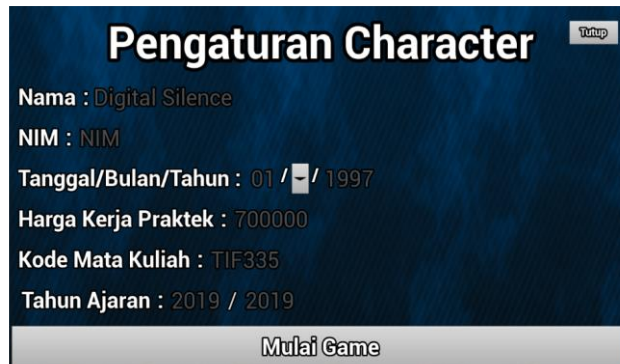 Pengaturan Character
Tutup
Nama : Digital Silence
NIM : NIM
Tanggal/Bulan/Tahun : 01 / / 1997
Harga Kerja Praktek : 700000
Kode Mata Kuliah : TIF335
Tahun Ajaran : 2019 / 2019
Mulai Game